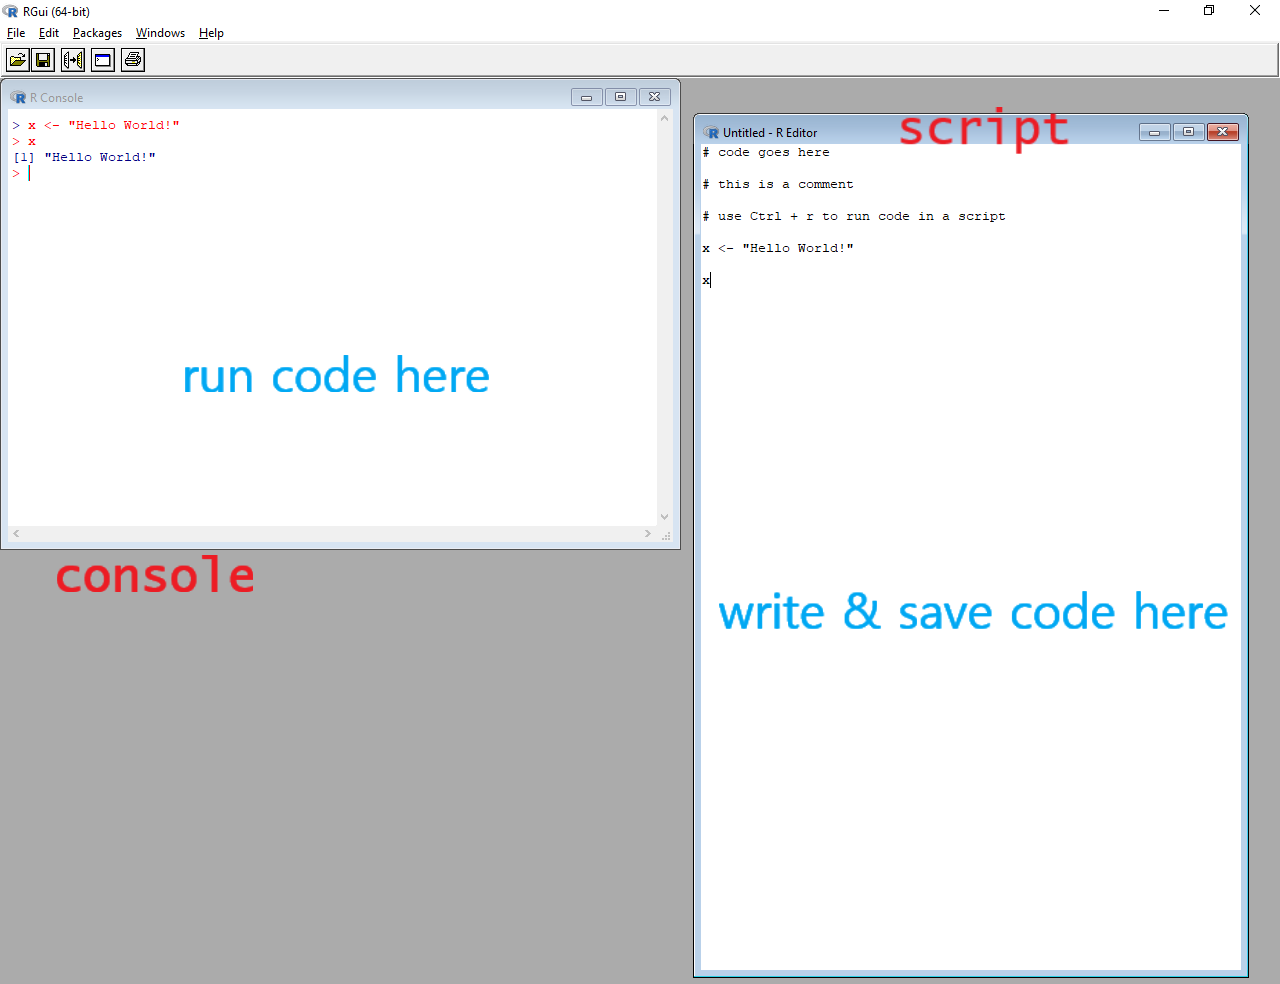 RGui (64-bit)
File Edit Packages Windows Help
R Console
> x <- "Hello World!"
> x
[1] "Hello World!"
>
run code here
console
script
Untitled - R Editor
# code goes here
# this is a comment
# use Ctrl + r to run code in a script
x <- "Hello World!"
x
write & save code here